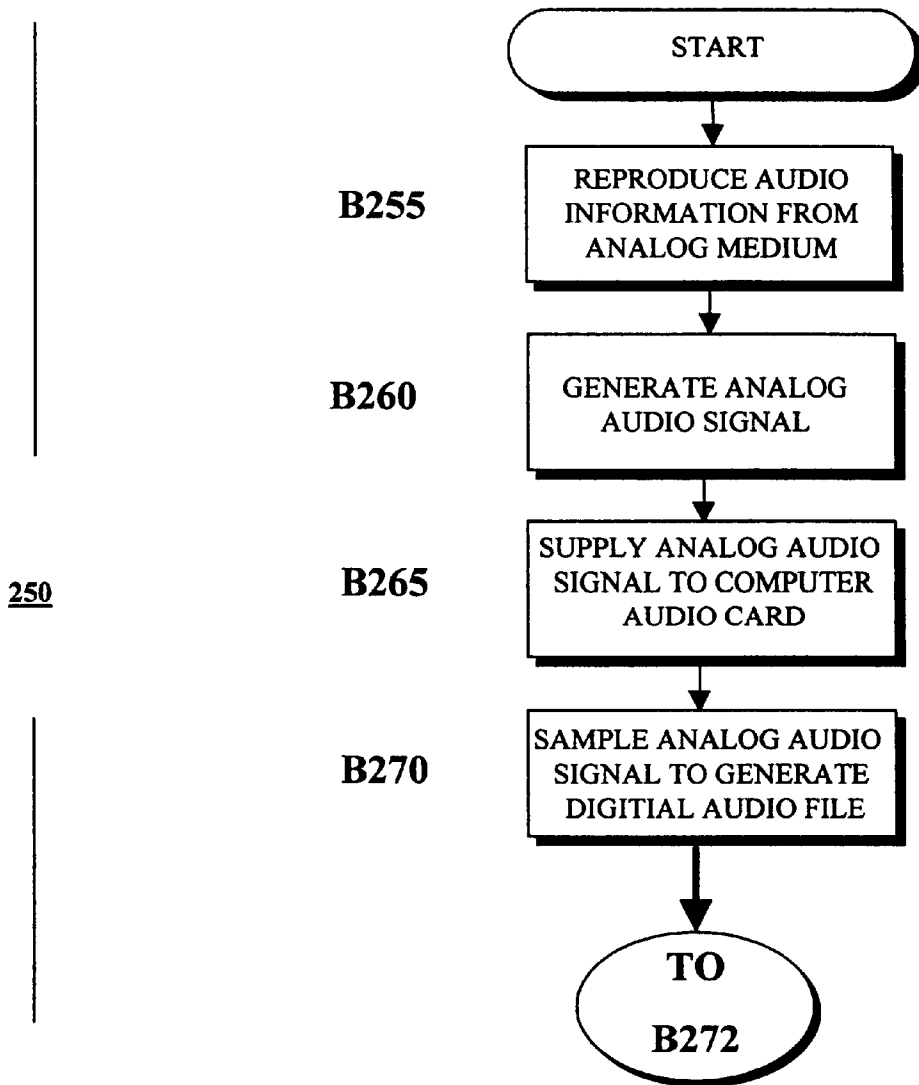 START
B255
REPRODUCE AUDIO
INFORMATION FROM
ANALOG MEDIUM
B260
GENERATE ANALOG
AUDIO SIGNAL
250
B265
SUPPLY ANALOG AUDIO
SIGNAL TO COMPUTER
AUDIO CARD
B270
SAMPLE ANALOG AUDIO
SIGNAL TO GENERATE
DIGITIAL AUDIO FILE
TO
B272